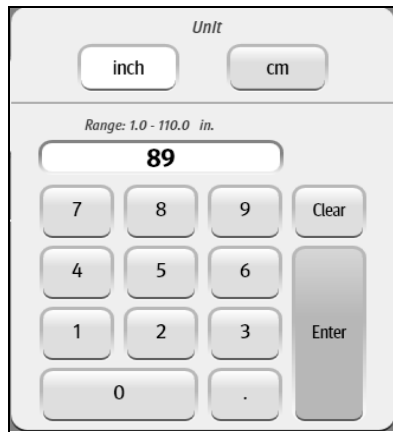 Unit
inch cm
Range: 1.0 - 110.0 in.
89
7 8 9 Clear
4 5 6
1 2 3 Enter
0 .